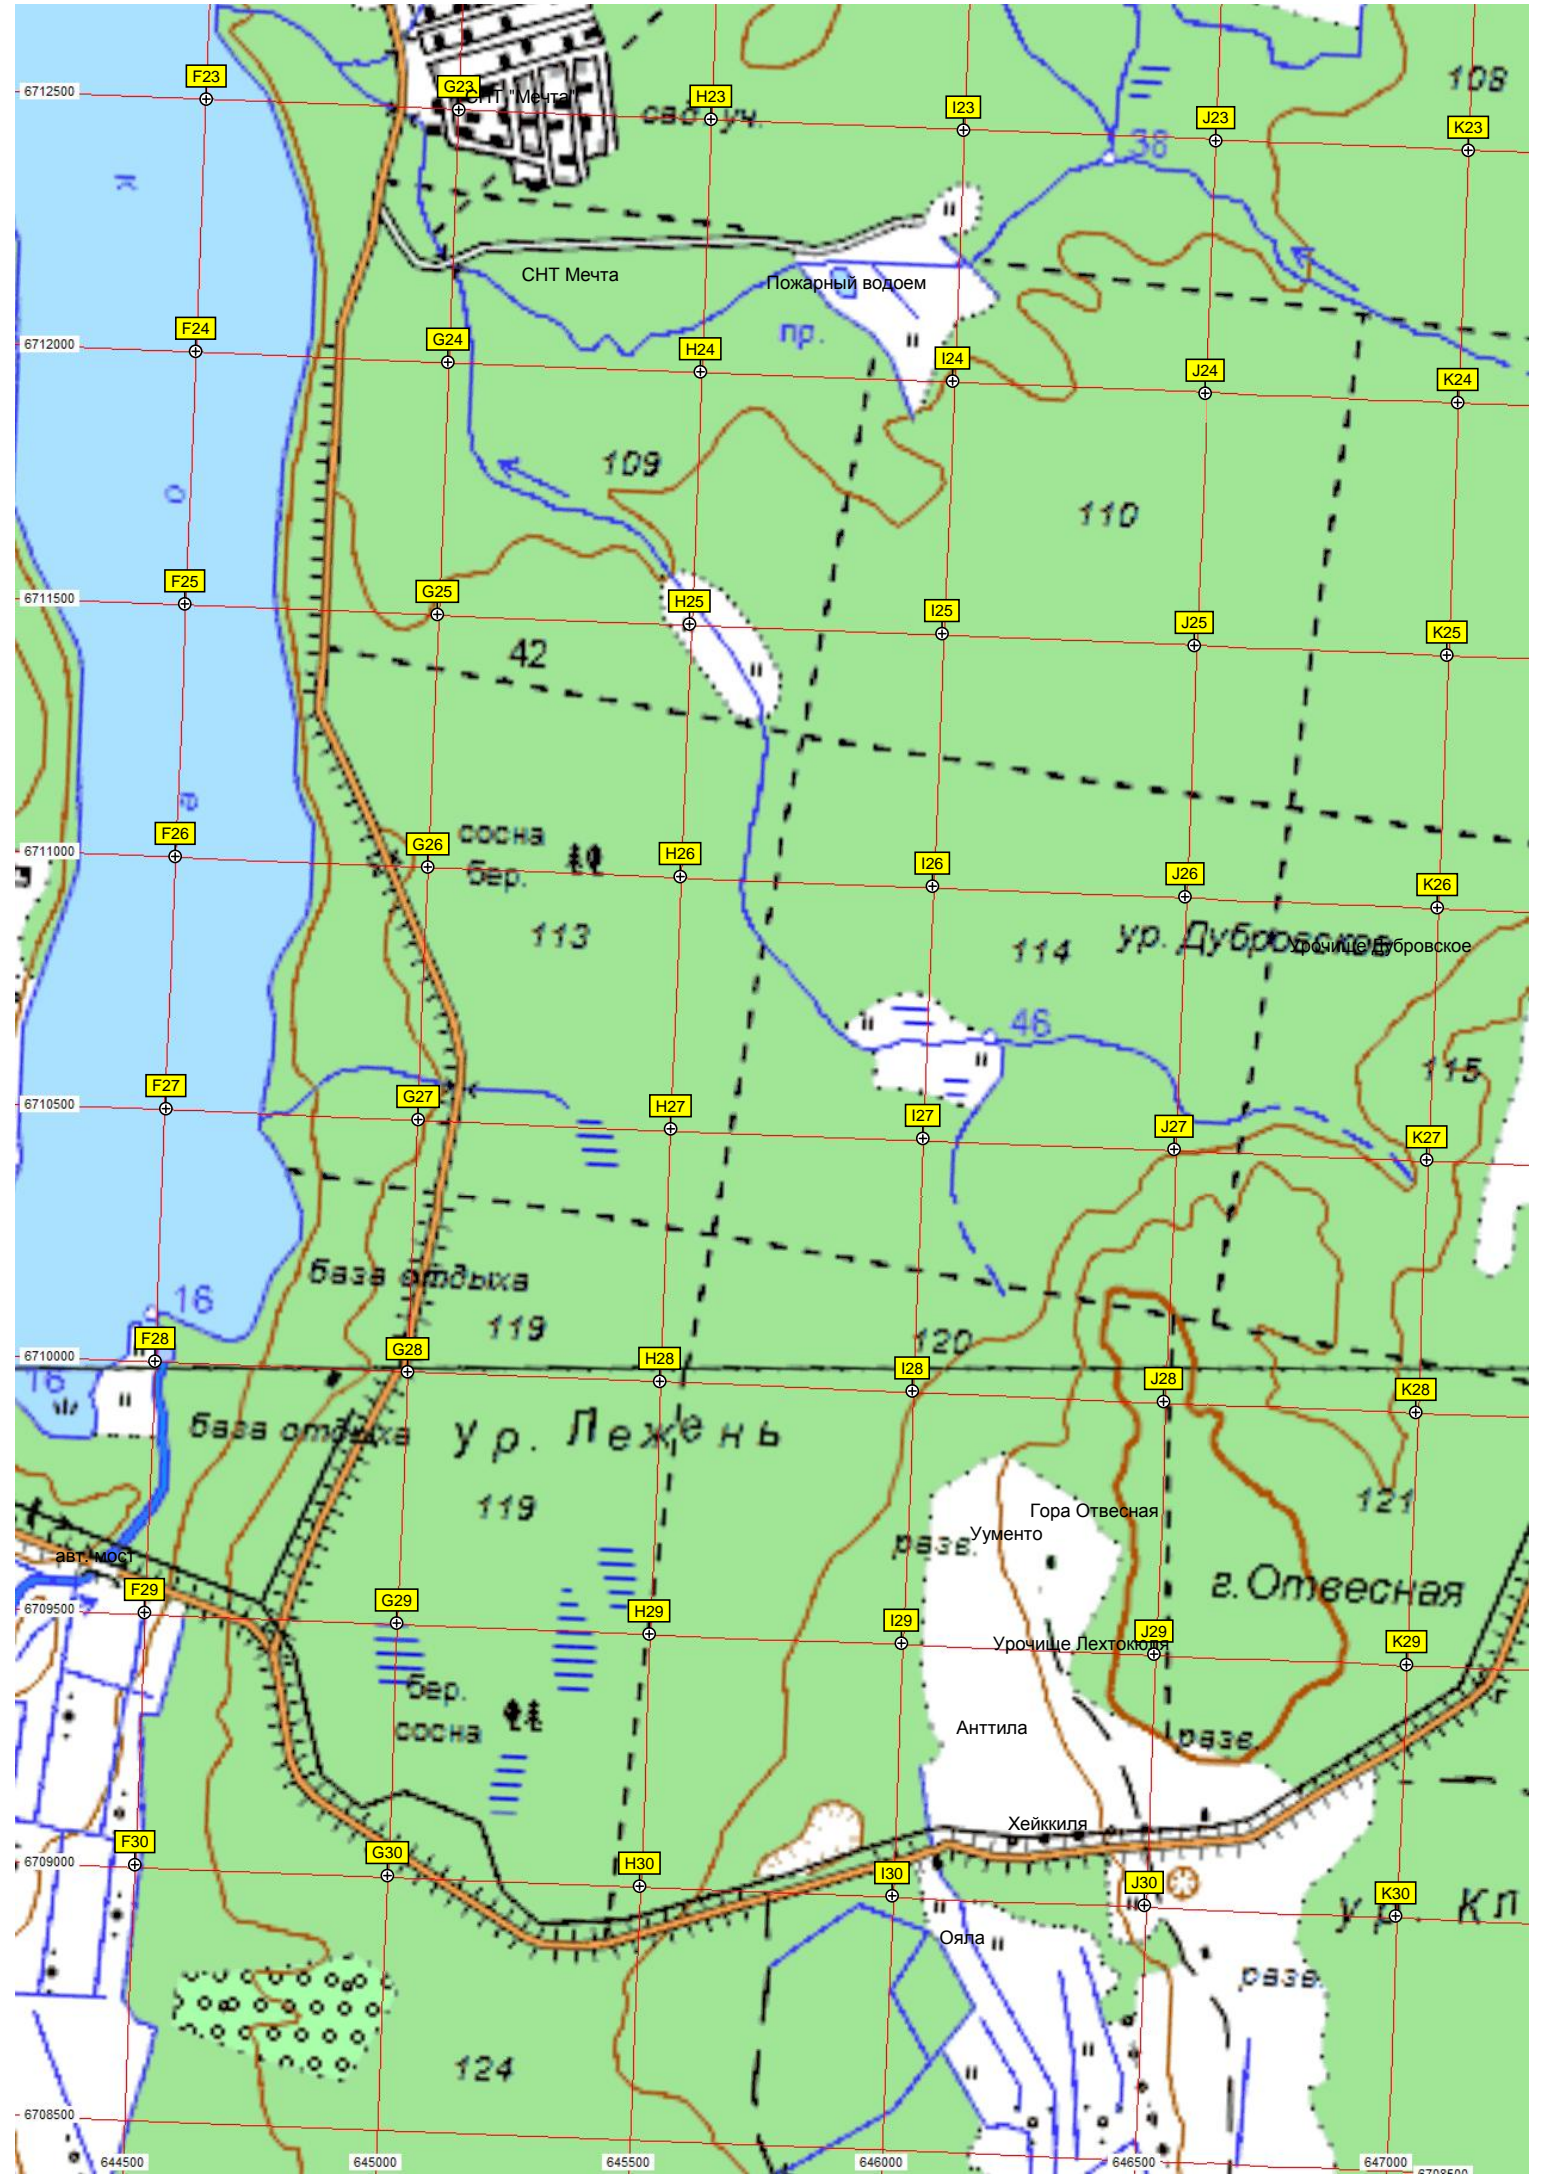 108
F23
G23
СНТ "Мечта"
H23
сад. уч.
I23
J23
K23
6712500
38
К
СНТ Мечта
Пожарный водоем
пр.
F24
G24
H24
I24
J24
K24
6712000
109
о
110
F25
G25
H25
I25
J25
K25
6711500
42
в
F26
G26
H26
I26
J26
K26
6711000
сосна
бер.
113
114
ур. Дубровское
Урочище Дубровское
46
115
F27
G27
H27
I27
J27
K27
6710500
база отдыха
16
119
120
F28
G28
H28
I28
J28
K28
6710000
16
база отдыха
ур. Лежень
119
121
Гора Отвесная
Уументо
разв.
авт. мост
г. Отвесная
F29
G29
H29
I29
J29
K29
6709500
Урочище Лехтокюля
бер.
сосна
Анттила
разв.
Хейккиля
F30
G30
H30
I30
J30
K30
6709000
ур. Кл
Ояла
разв.
124
6708500
644500
645000
645500
646000
646500
647000
6708500